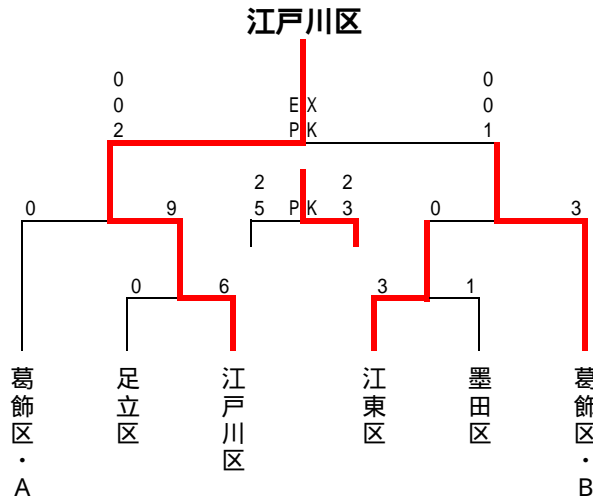 江戸川区
0 0
0 EX 0
2 PK 1
2 2
0 9 5 PK 3 0 3
0 6 3 1
葛飾区・A
足立区
江戸川区
江東区
墨田区
葛飾区・B